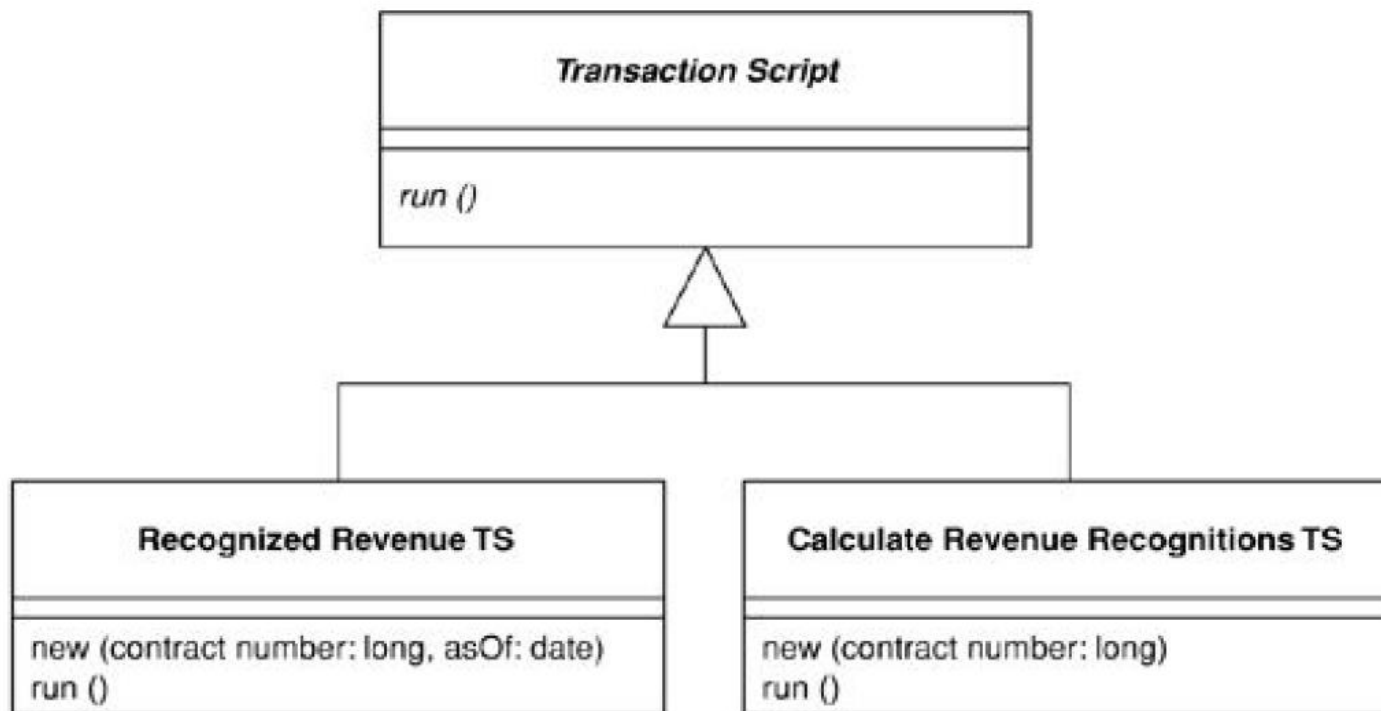 Transaction Script
run ()
Recognized Revenue TS
new (contract number: long, asOf: date)
run ()
Calculate Revenue Recognitions TS
new (contract number: long)
run ()